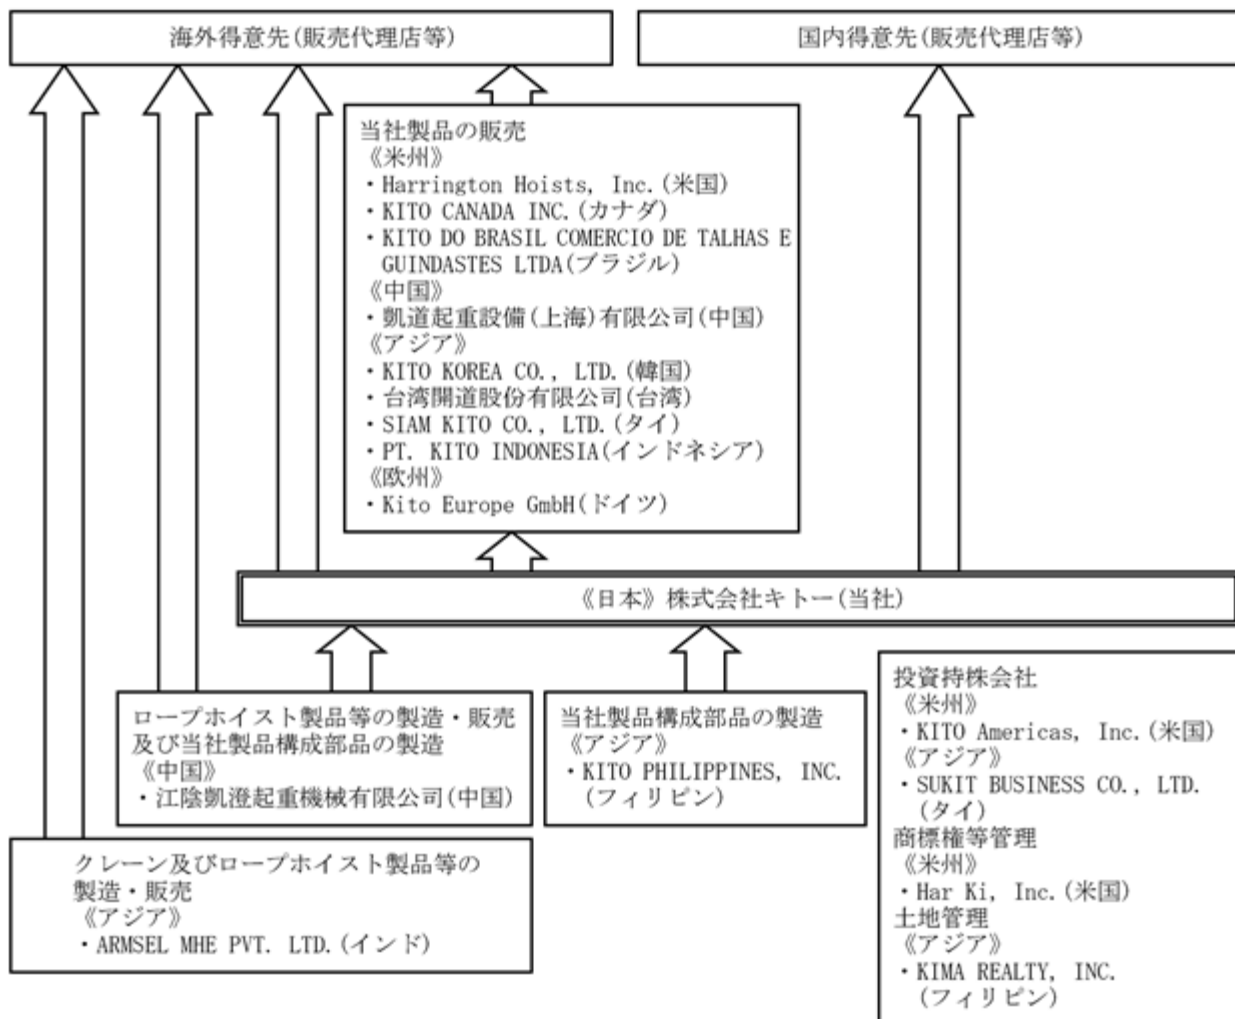 海外得意先(販売代理店等)
国内得意先(販売代理店等)
当社製品の販売
《米州》
・Harrington Hoists, Inc.(米国)
・KITO CANADA INC.(カナダ)
・KITO DO BRASIL COMERCIO DE TALHAS E
GUINDASTES LTDA(ブラジル)
《中国》
・凱道起重設備(上海)有限公司(中国)
《アジア》
・KITO KOREA CO., LTD.(韓国)
・台湾開道股份有限公司(台湾)
・SIAM KITO CO., LTD.(タイ)
・PT. KITO INDONESIA(インドネシア)
《欧州》
・Kito Europe GmbH(ドイツ)
《日本》株式会社キトー(当社)
ロープホイスト製品等の製造・販売
及び当社製品構成部品の製造
《中国》
・江陰凱澄起重機械有限公司(中国)
当社製品構成部品の製造
《アジア》
・KITO PHILIPPINES, INC.
(フィリピン)
投資持株会社
《米州》
・KITO Americas, Inc.(米国)
《アジア》
・SUKIT BUSINESS CO., LTD.
(タイ)
商標権等管理
《米州》
・Har Ki, Inc.(米国)
土地管理
《アジア》
・KIMA REALTY, INC.
(フィリピン)
クレーン及びロープホイスト製品等の
製造・販売
《アジア》
・ARMSEL MHE PVT. LTD.(インド)